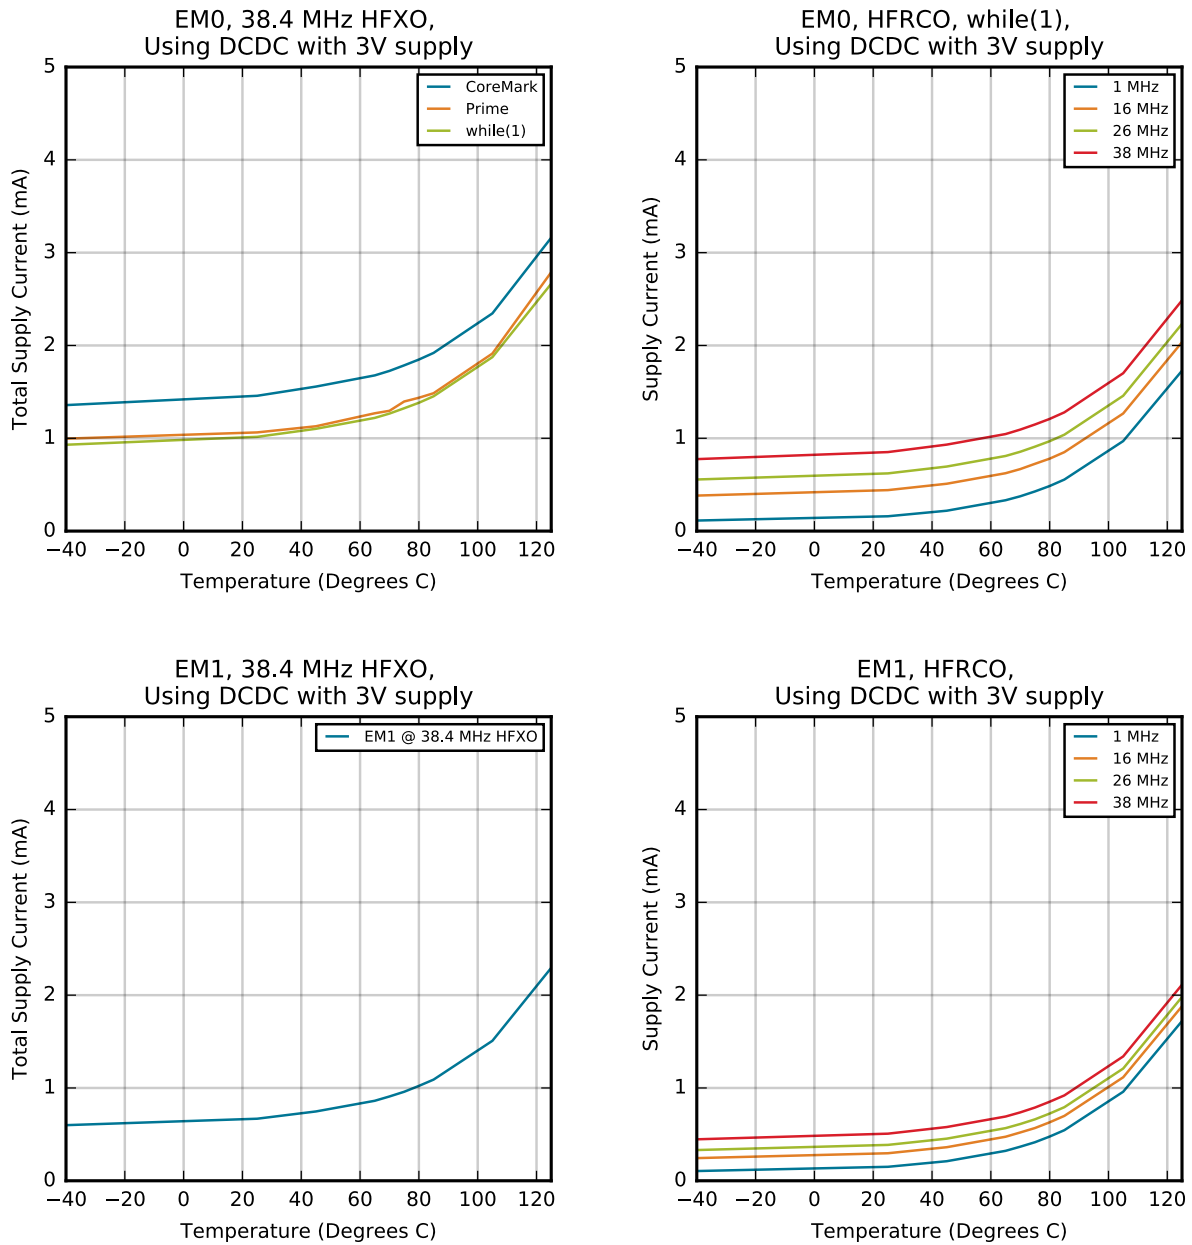 EM0, 38.4 MHz HFXO,
Using DCDC with 3V supply
5
4
3
2
1
0
Total Supply Current (mA)
CoreMark
Prime
while(1)
−40 −20 0 20 40 60 80 100 120
Temperature (Degrees C)
EM0, HFRCO, while(1),
Using DCDC with 3V supply
5
4
3
2
1
0
Supply Current (mA)
1 MHz
16 MHz
26 MHz
38 MHz
−40 −20 0 20 40 60 80 100 120
Temperature (Degrees C)
EM1, 38.4 MHz HFXO,
Using DCDC with 3V supply
5
4
3
2
1
0
Total Supply Current (mA)
EM1 @ 38.4 MHz HFXO
−40 −20 0 20 40 60 80 100 120
Temperature (Degrees C)
EM1, HFRCO,
Using DCDC with 3V supply
5
4
3
2
1
0
Supply Current (mA)
1 MHz
16 MHz
26 MHz
38 MHz
−40 −20 0 20 40 60 80 100 120
Temperature (Degrees C)